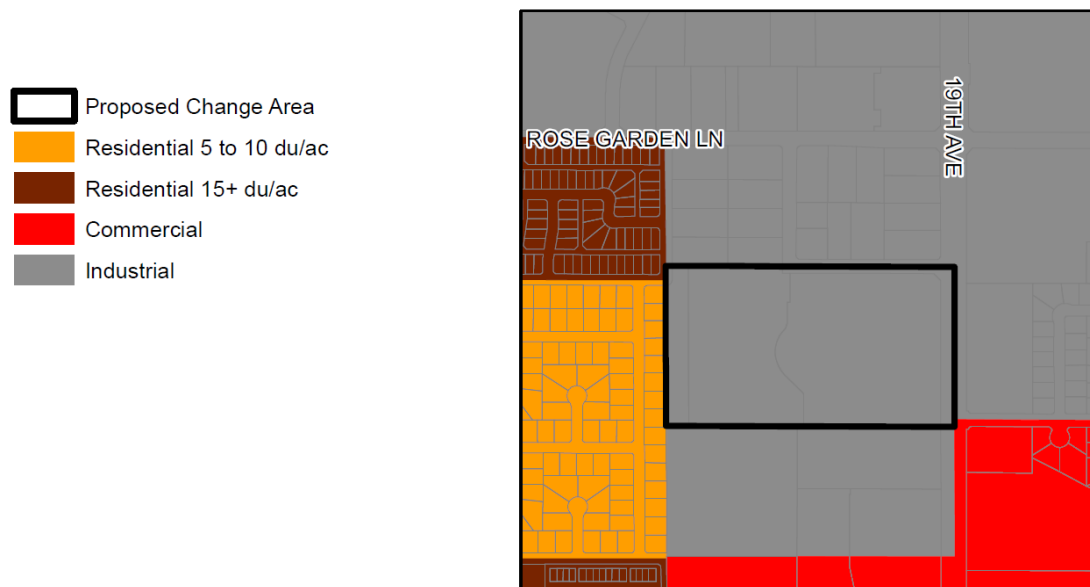 Proposed Change Area
Residential 5 to 10 du/ac
Residential 15+ du/ac
Commercial
Industrial
ROSE GARDEN LN
19TH AVE